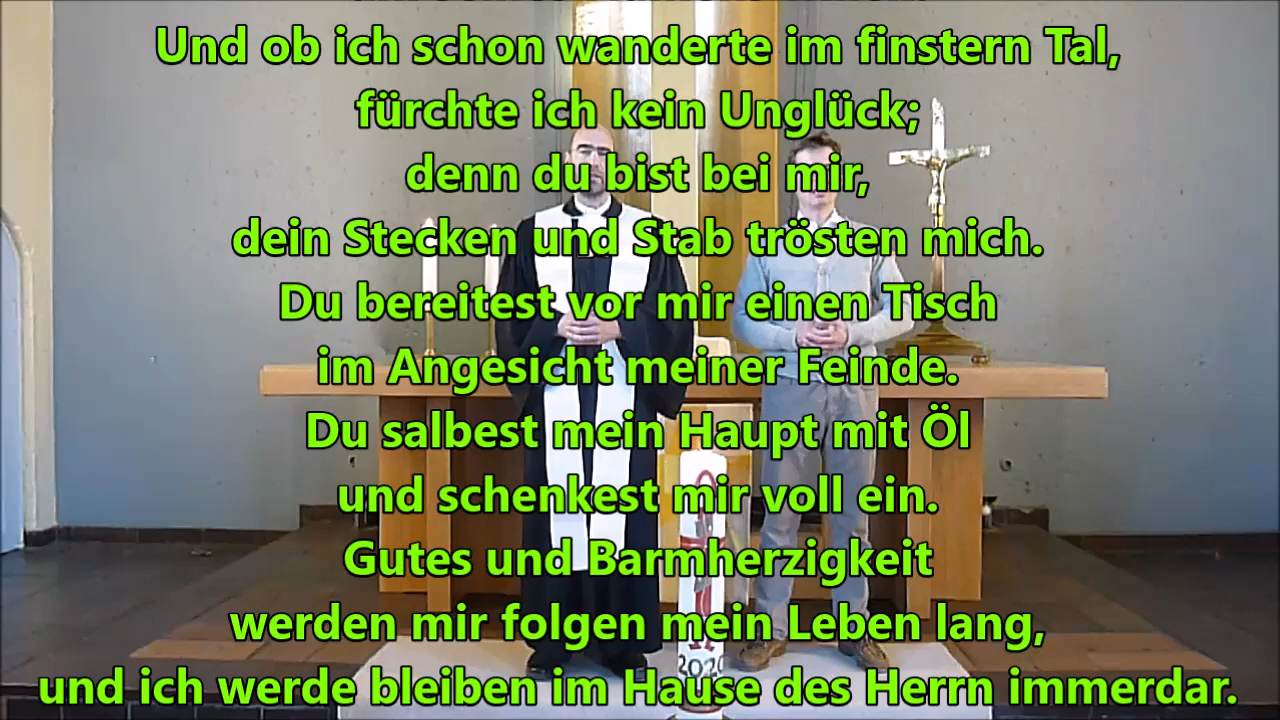 Und ob ich schon wanderte im finstern Tal,
fürchte ich kein Unglück;
denn du bist bei mir,
dein Stecken und Stab trösten mich.
Du bereitest vor mir einen Tisch
im Angesicht meiner Feinde.
Du salbest mein Haupt mit Öl
und schenkest mir voll ein.
Gutes und Barmherzigkeit
werden mir folgen mein Leben lang,
2020
und ich werde bleiben im Hause des Herrn immerdar.